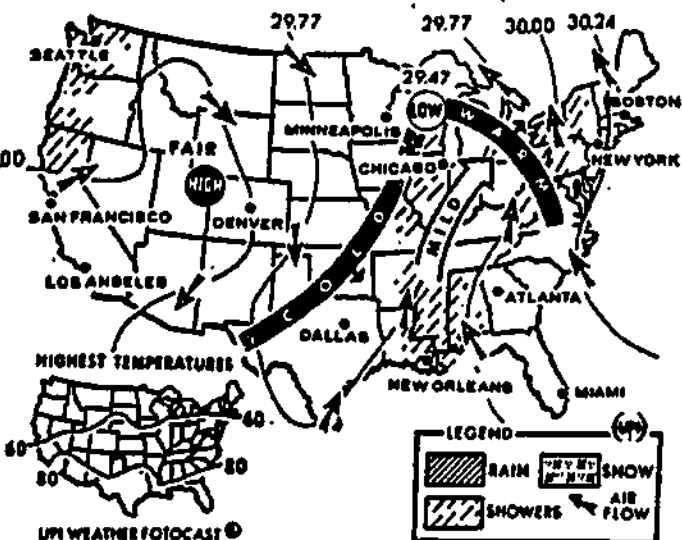 29.77 29.77 30.00 30.24
SEATTLE
29.47
LOW
WARM
BOSTON
MINNEAPOLIS
FAIR
CHICAGO
NEW YORK
00
HIGH
SAN FRANCISCO
DENVER
MILD
COLD
LOS ANGELES
ATLANTA
DALLAS
HIGHEST TEMPERATURES
NEW ORLEANS
MIAMI
60
60
80
80
LEGEND
UPI
RAIN
SNOW
SHOWERS
AIR
FLOW
UPI WEATHER FOTOCAST ©